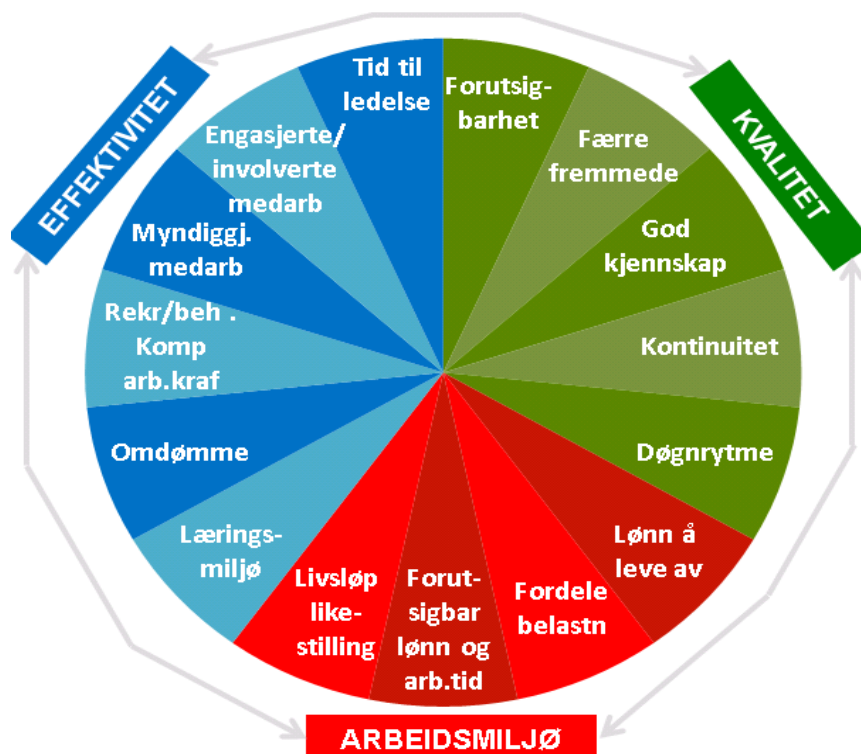 EFFEKTIVITET
KVALITET
Tid til
ledelse
Forutsig-
barhet
Færre
fremmede
God
kjennskap
Kontinuitet
Døgnrytme
Lønn å
leve av
Fordele
belastn
Forut-
sigbar
lønn og
arb.tid
Livsløp
like-
stilling
Lærings-
miljø
Omdømme
Rekr/beh .
Komp
arb.kraf
Myndiggj.
medarb
Engasjerte/
involverte
medarb
ARBEIDSMILJØ